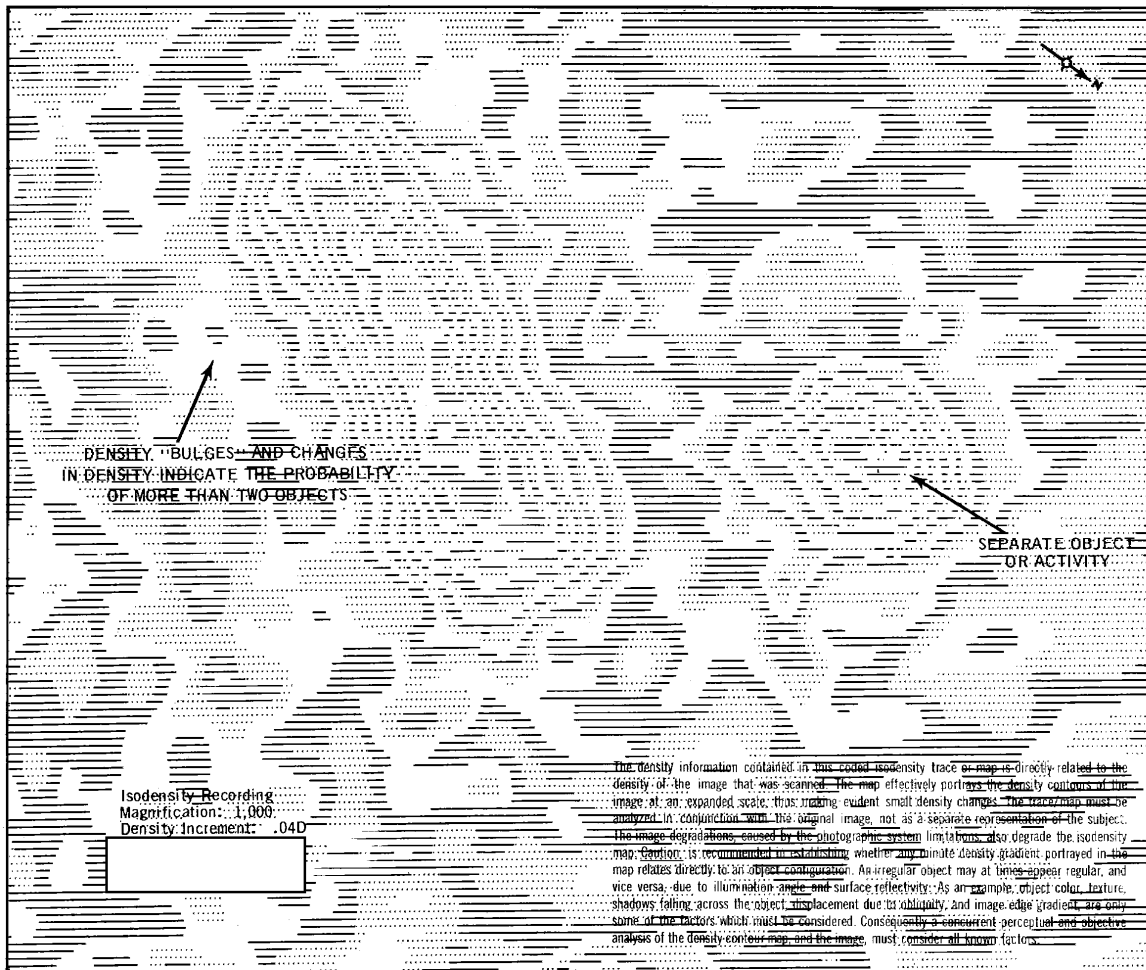 N
DENSITY "BULGES" AND CHANGES
IN DENSITY INDICATE THE PROBABILITY
OF MORE THAN TWO OBJECTS
SEPARATE OBJECT
OR ACTIVITY
Isodensity Recording
Magnification: 1,000
Density Increment: .04D
The density information contained in this coded isodensity trace or map is directly related to the
density of the image that was scanned. The map effectively portrays the density contours of the
image at an expanded scale, thus making evident small density changes. The trace/map must be
analyzed in conjunction with the original image, not as a separate representation of the subject.
The image degradations, caused by the photographic system limitations, also degrade the isodensity
map. Caution is recommended in establishing whether any minute density gradient portrayed in the
map relates directly to an object configuration. An irregular object may at times appear regular, and
vice versa, due to illumination angle and surface reflectivity. As an example, object color, texture,
shadows falling across the object, displacement due to obliquity, and image edge gradient, are only
some of the factors which must be considered. Consequently a concurrent perceptual and objective
analysis of the density contour map, and the image, must consider all known factors.